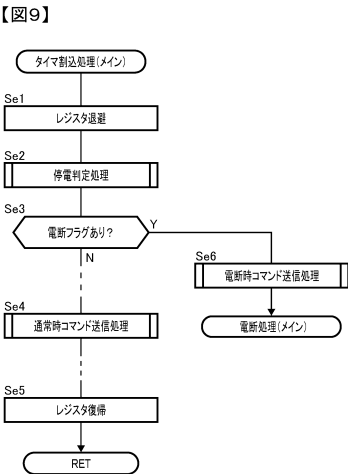 【図9】
タイマ割込処理(メイン)
Se1
レジスタ退避
Se2
停電判定処理
Se3
電断フラグあり?
Y
N
Se6
電断時コマンド送信処理
電断処理(メイン)
Se4
通常時コマンド送信処理
Se5
レジスタ復帰
RET